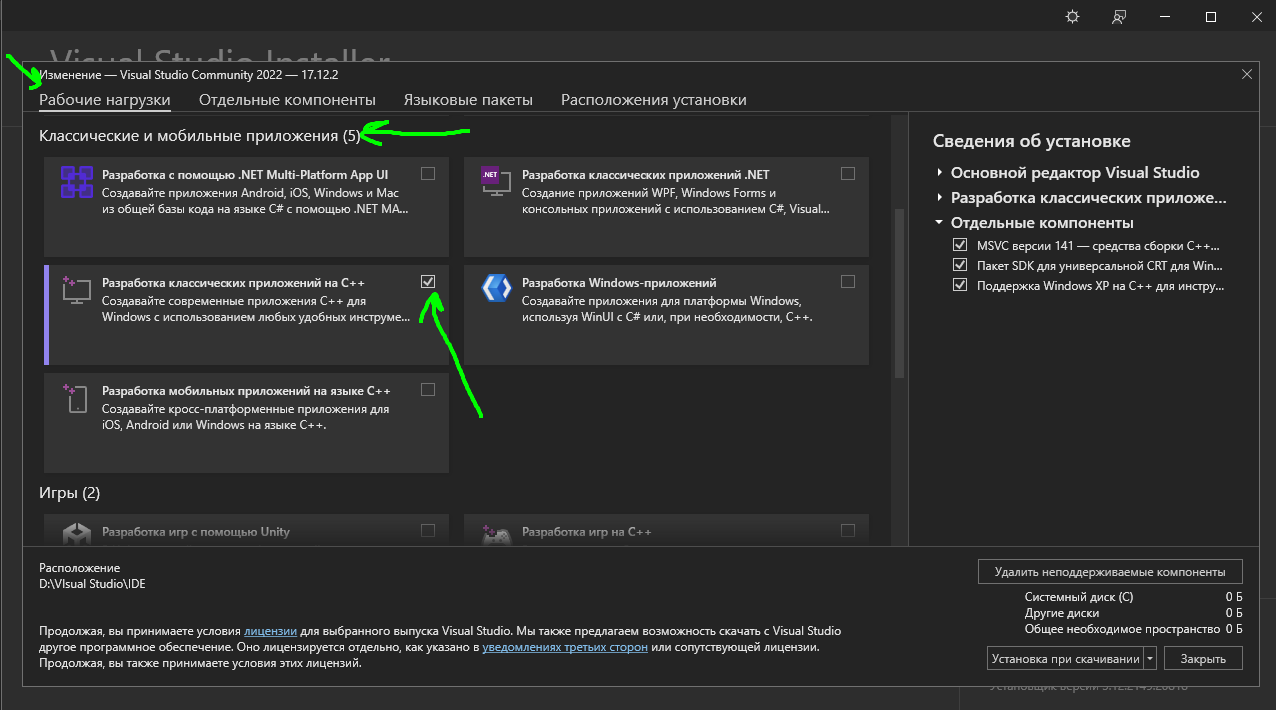 Visual Studio Installer
Изменение — Visual Studio Community 2022 — 17.12.2
Рабочие нагрузки Отдельные компоненты Языковые пакеты Расположения установки
Классические и мобильные приложения (5)
Разработка с помощью .NET Multi-Platform App UI
Создавайте приложения Android, iOS, Windows и Mac
из общей базы кода на языке C# с помощью .NET MA...
.NET
Разработка классических приложений .NET
Создание приложений WPF, Windows Forms и
консольных приложений с использованием C#, Visual...
Разработка классических приложений на C++
Создавайте современные приложения C++ для
Windows с использованием любых удобных инструме...
Разработка Windows-приложений
Создавайте приложения для платформы Windows,
используя WinUI с C# или, при необходимости, C++.
Разработка мобильных приложений на языке C++
Создавайте кросс-платформенные приложения для
iOS, Android или Windows на языке C++.
Игры (2)
Разработка игр с помощью Unity
Разработка игр на C++
Сведения об установке
Основной редактор Visual Studio
Разработка классических приложе...
Отдельные компоненты
MSVC версии 141 — средства сборки C++...
Пакет SDK для универсальной CRT для Win...
Поддержка Windows XP на C++ для инстру...
Расположение
D:\VIsual Studio\IDE
Продолжая, вы принимаете условия лицензии для выбранного выпуска Visual Studio. Мы также предлагаем возможность скачать с Visual Studio
другое программное обеспечение. Оно лицензируется отдельно, как указано в уведомлениях третьих сторон или сопутствующей лицензии.
Продолжая, вы также принимаете условия этих лицензий.
Удалить неподдерживаемые компоненты
Системный диск (C) 0 Б
Другие диски 0 Б
Общее необходимое пространство 0 Б
Установка при скачивании
Закрыть